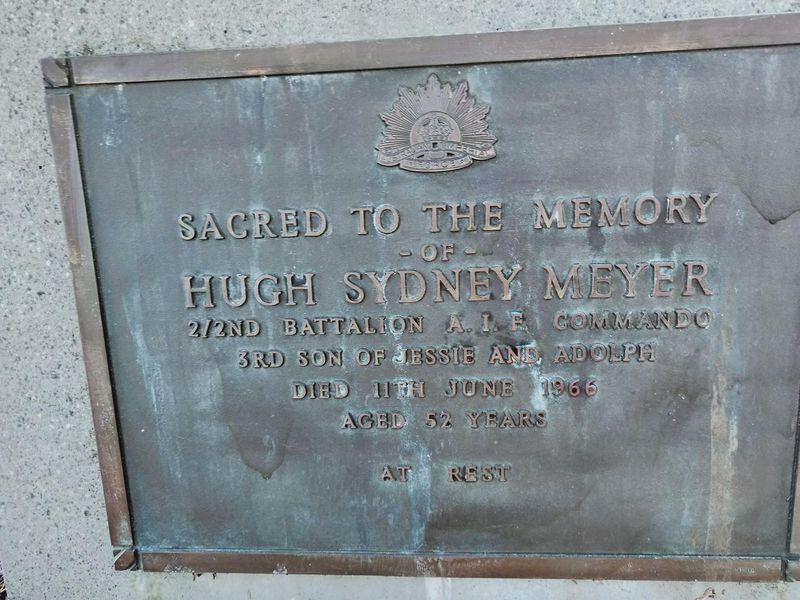 SACRED TO THE MEMORY
- OF -
HUGH SYDNEY MEYER
2/2ND BATTALION A. I. F. COMMANDO
3RD SON OF JESSIE AND ADOLPH
DIED 11TH JUNE 1966
AGED 52 YEARS
AT REST